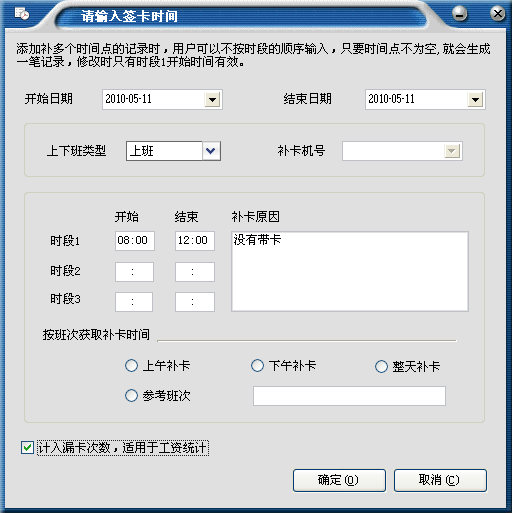 请输入签卡时间
添加补多个时间点的记录时，用户可以不按时段的顺序输入，只要时间点不为空,就会生成
一笔记录，修改时只有时段1开始时间有效。
开始日期 2010-05-11 结束日期 2010-05-11
上下班类型 上班 补卡机号
开始 结束 补卡原因
时段1 08:00 12:00 没有带卡
时段2 : :
时段3 : :
按班次获取补卡时间
上午补卡 下午补卡 整天补卡
参考班次
计入漏卡次数，适用于工资统计
确定(O) 取消(C)